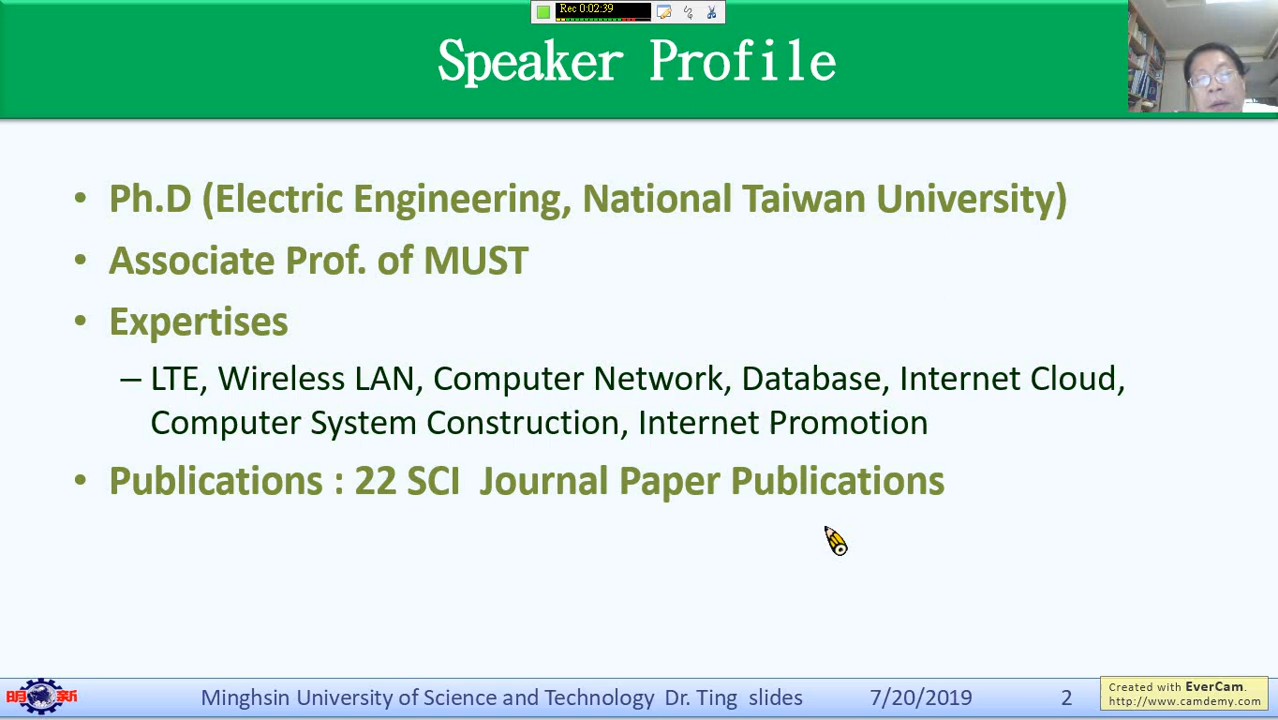 Rec 0:02:39
Speaker Profile
• Ph.D (Electric Engineering, National Taiwan University)
• Associate Prof. of MUST
• Expertises
– LTE, Wireless LAN, Computer Network, Database, Internet Cloud,
Computer System Construction, Internet Promotion
• Publications : 22 SCI  Journal Paper Publications
明新
Minghsin University of Science and Technology Dr. Ting  slides
7/20/2019
2
Created with EverCam.
http://www.camdemy.com